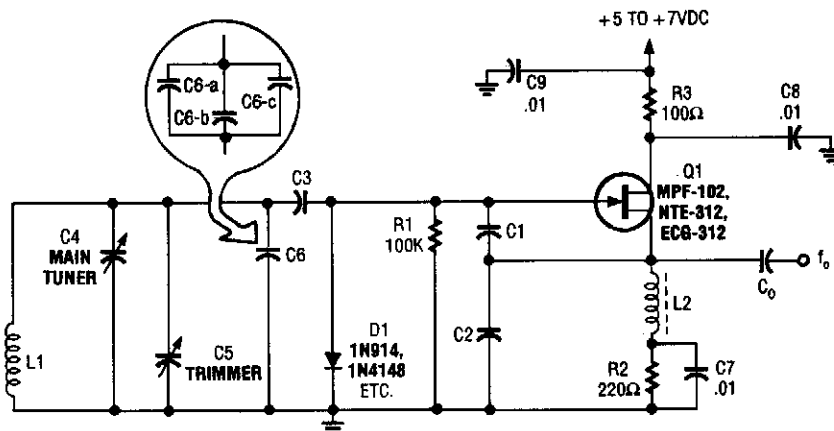 +5 TO +7VDC
C6-a
C6-b
C6-c
C9
.01
R3
100Ω
C8
.01
C3
Q1
MPF-102,
NTE-312,
ECG-312
C4
MAIN
TUNER
R1
100K
C1
C6
fo
Co
L2
L1
C5
TRIMMER
D1
1N914,
1N4148
ETC.
C2
R2
220Ω
C7
.01